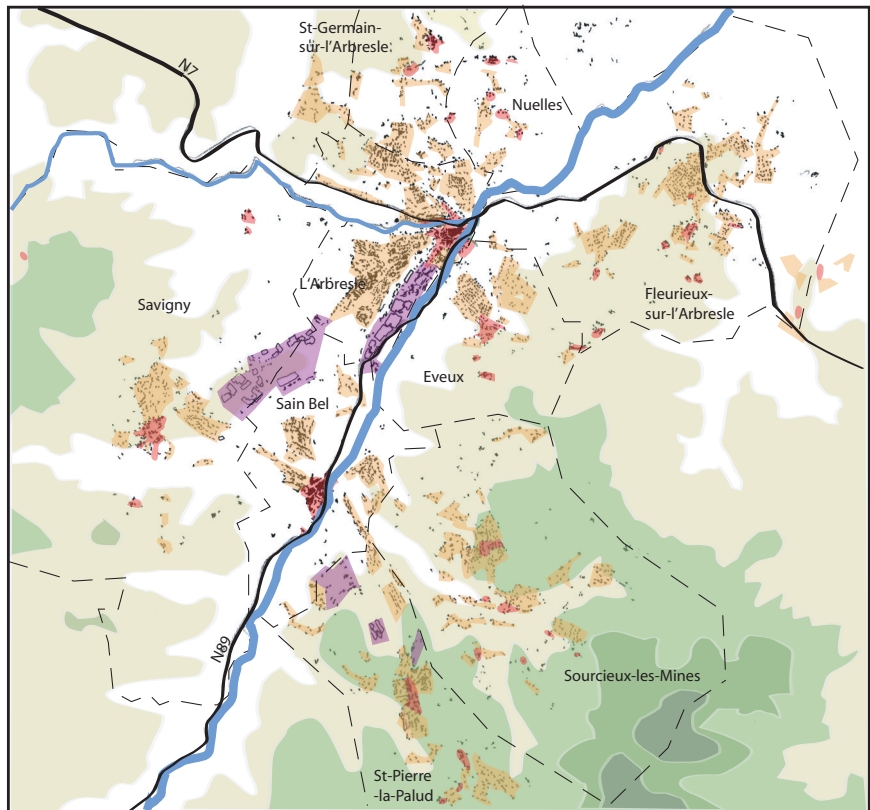 St-Germain-
sur-l'Arbresle
N7
Nuelles
L'Arbresle
Savigny
Fleurieux-
sur-l'Arbresle
Eveux
Sain Bel
N89
Sourcieux-les-Mines
St-Pierre
-la-Palud